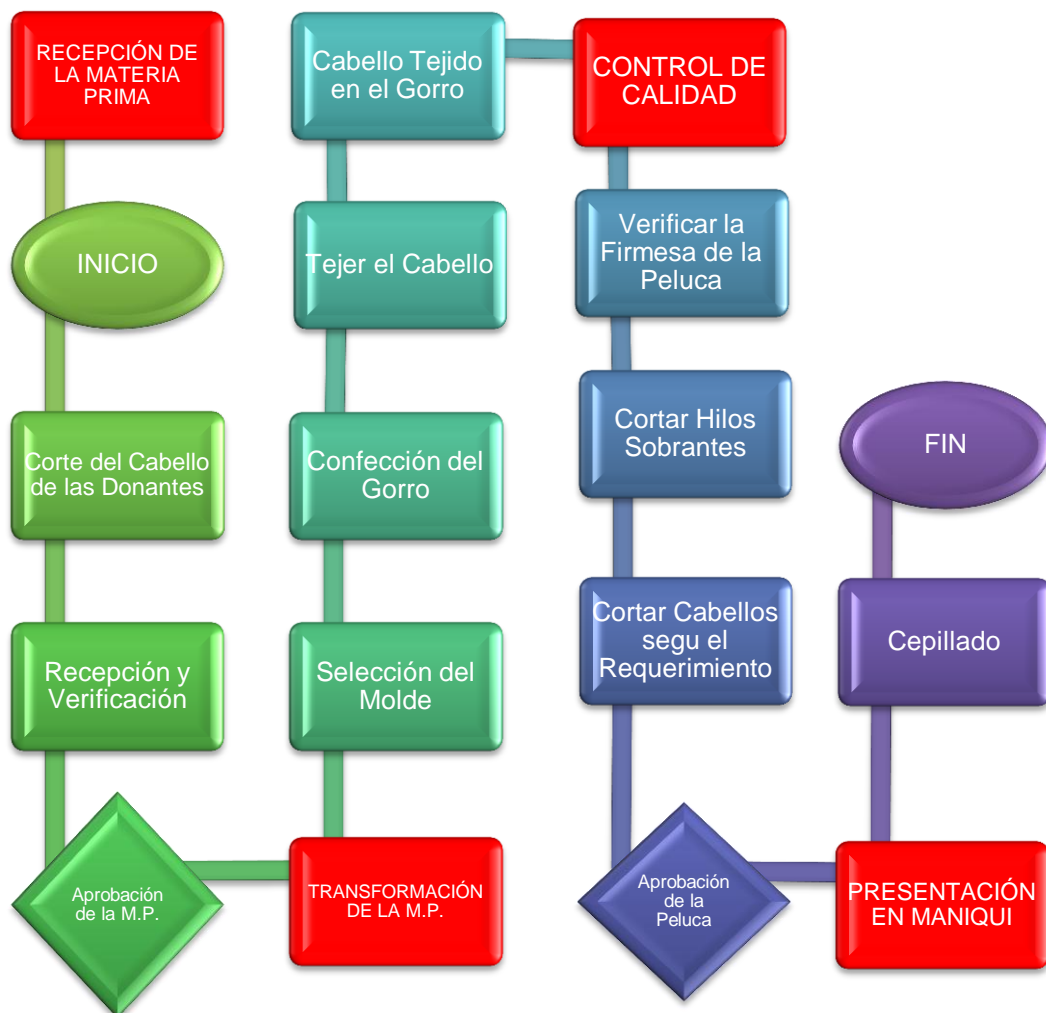 RECEPCIÓN DE
LA MATERIA
PRIMA
INICIO
Corte del Cabello
de las Donantes
Recepción y
Verificación
Aprobación
de la M.P.
TRANSFORMACIÓN
DE LA M.P.
Selección del
Molde
Confección del
Gorro
Tejer el Cabello
Cabello Tejido
en el Gorro
CONTROL DE
CALIDAD
Verificar la
Firmesa de la
Peluca
Cortar Hilos
Sobrantes
Cortar Cabellos
segu el
Requerimiento
Aprobación
de la
Peluca
PRESENTACIÓN
EN MANIQUI
Cepillado
FIN